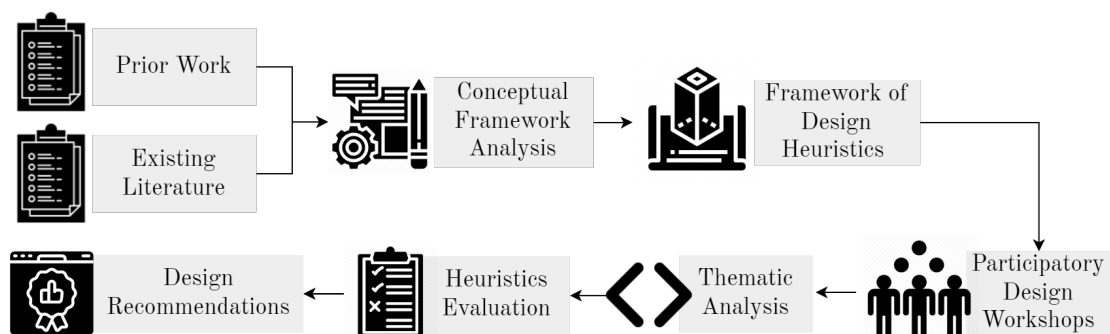 Prior Work
Existing
Literature
Conceptual
Framework
Analysis
Framework of
Design
Heuristics
Participatory
Design
Workshops
Thematic
Analysis
Heuristics
Evaluation
Design
Recommendations